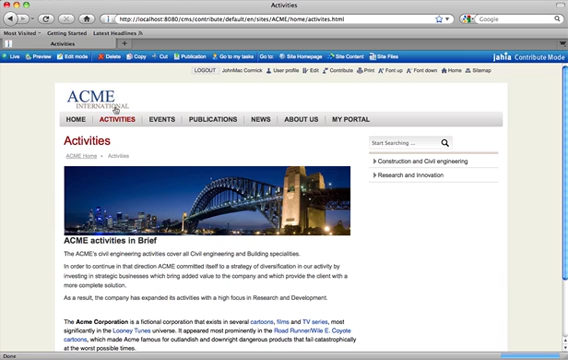 Activities
http://localhost:8080/cms/contribute/default/en/sites/ACME/home/activites.html
Google
Most Visited Getting Started Latest Headlines
Activities
Live Preview Edit mode Delete Copy Cut Publication Go to my tasks Go to: Site Homepage Site Content Site Files Jahia Contribute Mode
LOGOUT JohnMac Cormick User profile Edit Contribute Print Font up Font down Home Sitemap
ACME
INTERNATIONAL
HOME ACTIVITIES EVENTS PUBLICATIONS NEWS ABOUT US MY PORTAL
Activities
Start Searching ...
ACME Home Activities
Construction and Civil engineering
Research and Innovation
ACME activities in Brief
The ACME's civil engineering activities cover all Civil engineering and Building specialities.
In order to continue in that direction ACME committed itself to a strategy of diversification in our activity by
investing in strategic businesses which bring added value to the company and which provide the client with a
more complete solution.
As a result, the company has expanded its activities with a high focus in Research and Development.
The Acme Corporation is a fictional corporation that exists in several cartoons, films and TV series, most
significantly in the Looney Tunes universe. It appeared most prominently in the Road Runner/Wile E. Coyote
cartoons, which made Acme famous for outlandish and downright dangerous products that fail catastrophically
at the worst possible times.
Done